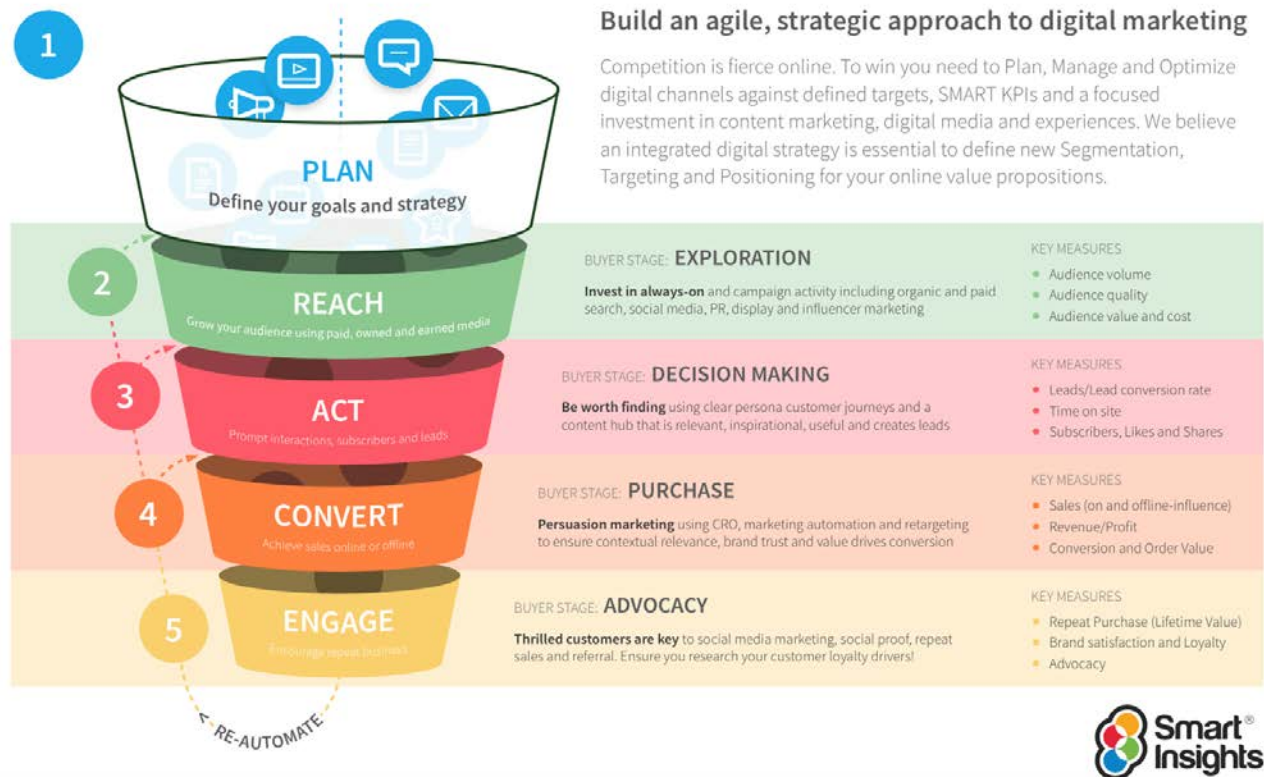 1
Build an agile, strategic approach to digital marketing
Competition is fierce online. To win you need to Plan, Manage and Optimize
digital channels against defined targets, SMART KPIs and a focused
investment in content marketing, digital media and experiences. We believe
an integrated digital strategy is essential to define new Segmentation,
Targeting and Positioning for your online value propositions.
PLAN
Define your goals and strategy
2
REACH
Grow your audience using paid, owned and earned media
BUYER STAGE: EXPLORATION
Invest in always-on and campaign activity including organic and paid
search, social media, PR, display and influencer marketing
KEY MEASURES
Audience volume
Audience quality
Audience value and cost
3
ACT
Prompt interactions, subscribers and leads
BUYER STAGE: DECISION MAKING
Be worth finding using clear persona customer journeys and a
content hub that is relevant, inspirational, useful and creates leads
KEY MEASURES
Leads/Lead conversion rate
Time on site
Subscribers, Likes and Shares
4
CONVERT
Achieve sales online or offline
BUYER STAGE: PURCHASE
Persuasion marketing using CRO, marketing automation and retargeting
to ensure contextual relevance, brand trust and value drives conversion
KEY MEASURES
Sales (on and offline-influence)
Revenue/Profit
Conversion and Order Value
5
ENGAGE
Encourage repeat business
BUYER STAGE: ADVOCACY
Thrilled customers are key to social media marketing, social proof, repeat
sales and referral. Ensure you research your customer loyalty drivers!
KEY MEASURES
Repeat Purchase (Lifetime Value)
Brand satisfaction and Loyalty
Advocacy
RE-AUTOMATE
Smart®
Insights